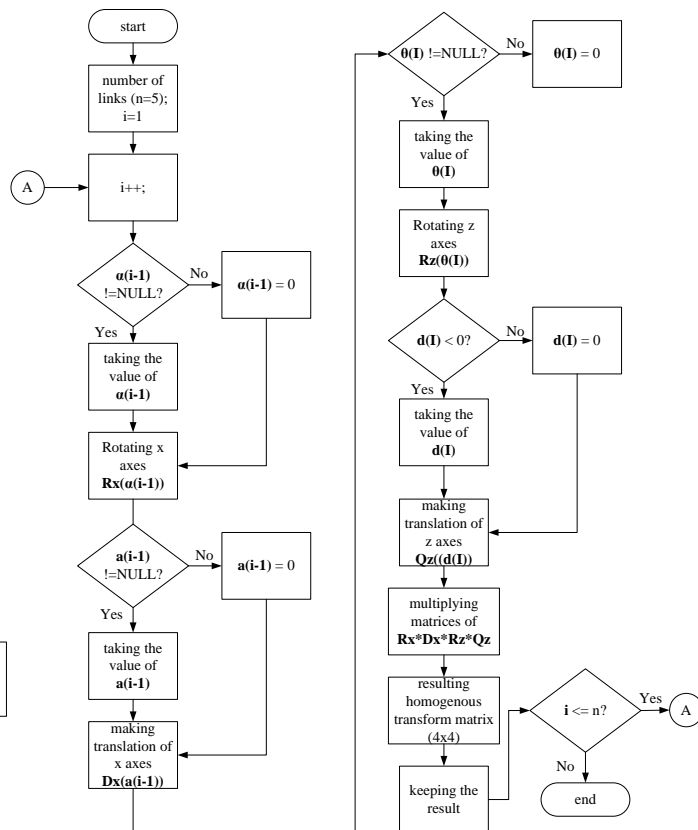 start
number of
links (n=5);
i=1
A
i++;
α(i-1)
!=NULL?
No
α(i-1) = 0
Yes
taking the
value of
α(i-1)
Rotating x
axes
Rx(α(i-1))
a(i-1)
!=NULL?
No
a(i-1) = 0
Yes
taking the
value of
a(i-1)
making
translation of
x axes
Dx(a(i-1))
θ(I) !=NULL?
No
θ(I) = 0
Yes
taking the
value of
θ(I)
Rotating z
axes
Rz(θ(I))
d(I) < 0?
No
d(I) = 0
Yes
taking the
value of
d(I)
making
translation of
z axes
Qz((d(I))
multiplying
matrices of
Rx*Dx*Rz*Qz
resulting
homogenous
transform matrix
(4x4)
keeping the
result
i <= n?
Yes
A
No
end